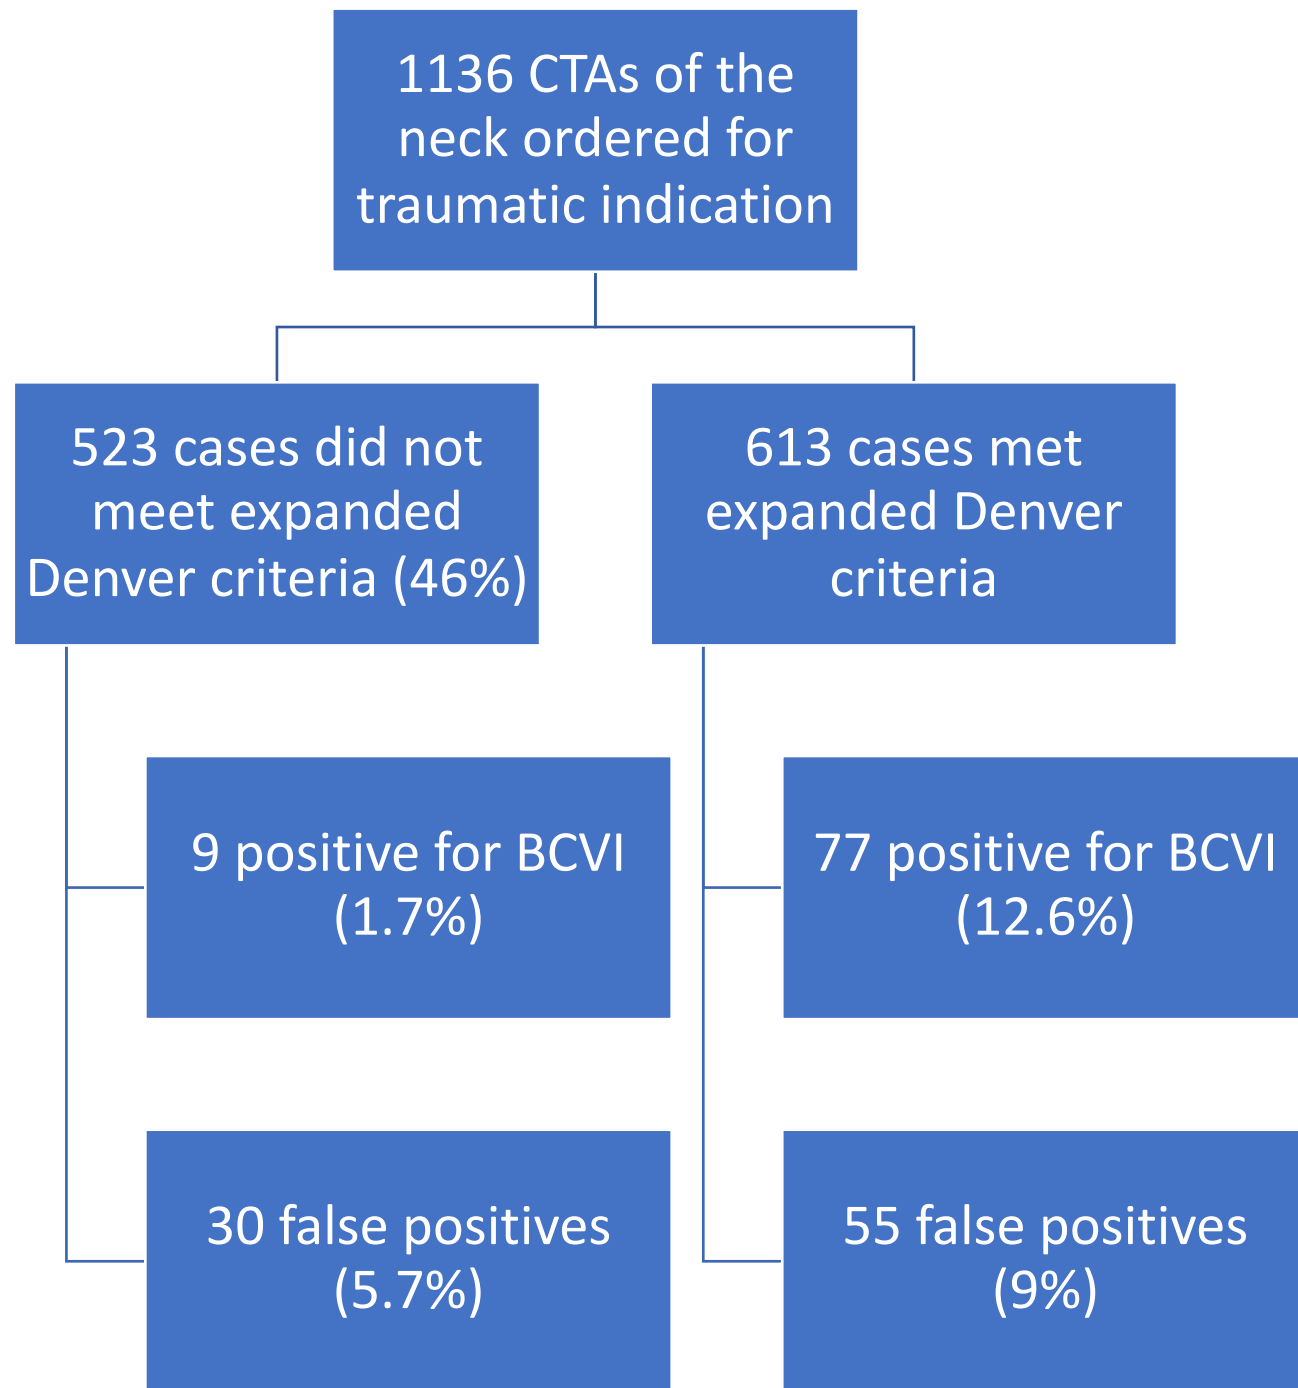 1136 CTAs of the
neck ordered for
traumatic indication
523 cases did not
meet expanded
Denver criteria (46%)
613 cases met
expanded Denver
criteria
9 positive for BCVI
(1.7%)
77 positive for BCVI
(12.6%)
30 false positives
(5.7%)
55 false positives
(9%)